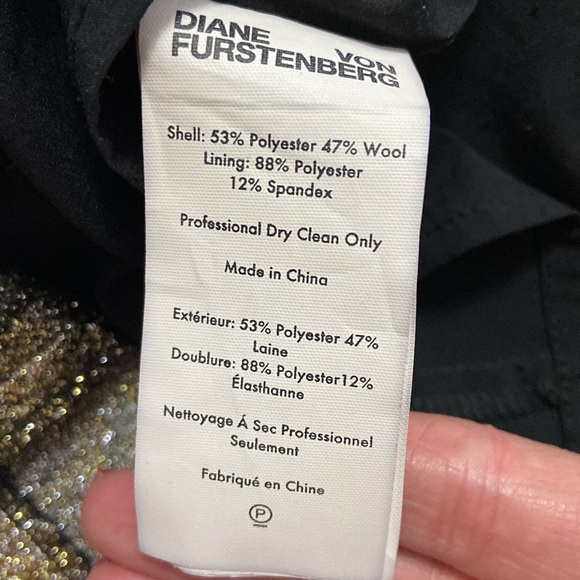 DIANE VON
FURSTENBERG
Shell: 53% Polyester 47% Wool
Lining: 88% Polyester
12% Spandex
Professional Dry Clean Only
Made in China
Extérieur: 53% Polyester 47%
Laine
Doublure: 88% Polyester12%
Élasthanne
Nettoyage Á Sec Professionnel
Seulement
Fabriqué en Chine
P